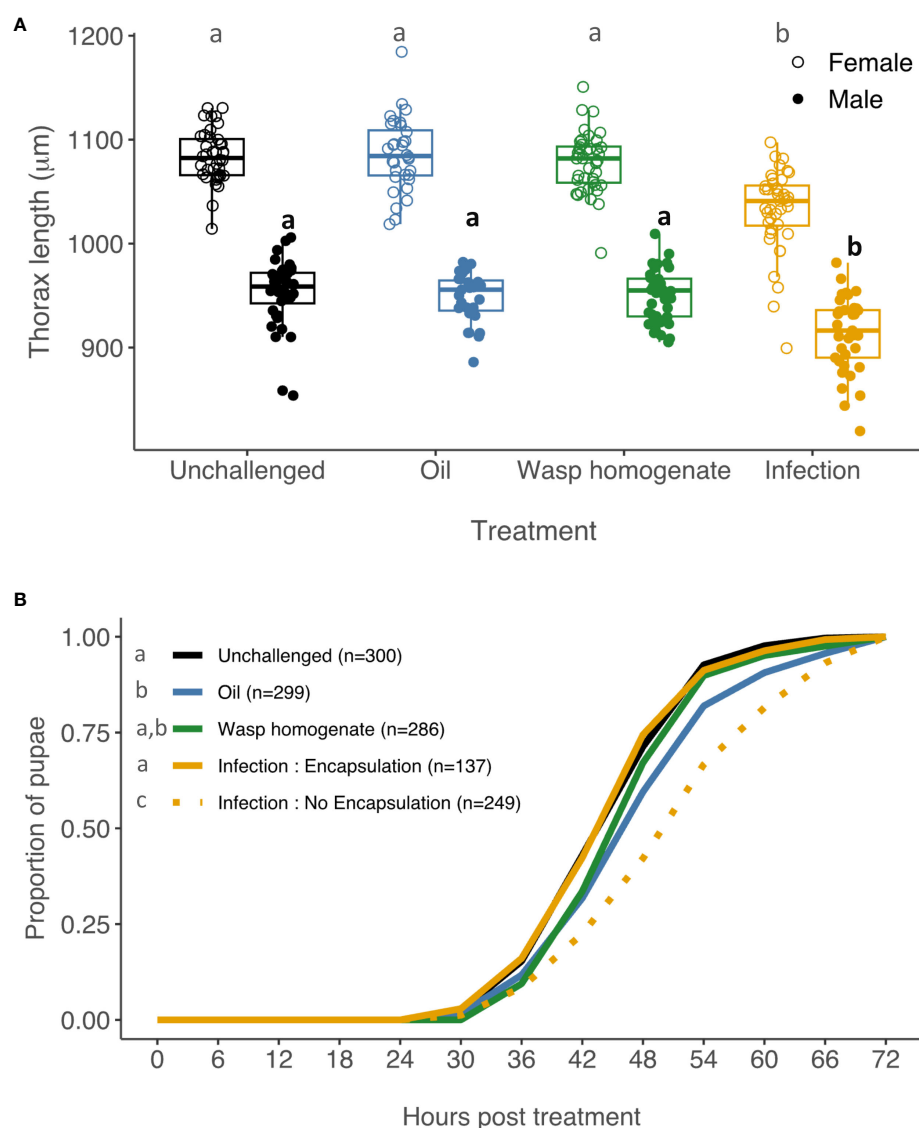 A
a a a b
1200
1100
1000
900
Thorax length (μm)
Female
Male
a a a b
Unchallenged Oil Wasp homogenate Infection
Treatment
B
1.00
0.75
0.50
0.25
0.00
Proportion of pupae
a Unchallenged (n=300)
b Oil (n=299)
a,b Wasp homogenate (n=286)
a Infection : Encapsulation (n=137)
c Infection : No Encapsulation (n=249)
0 6 12 18 24 30 36 42 48 54 60 66 72
Hours post treatment